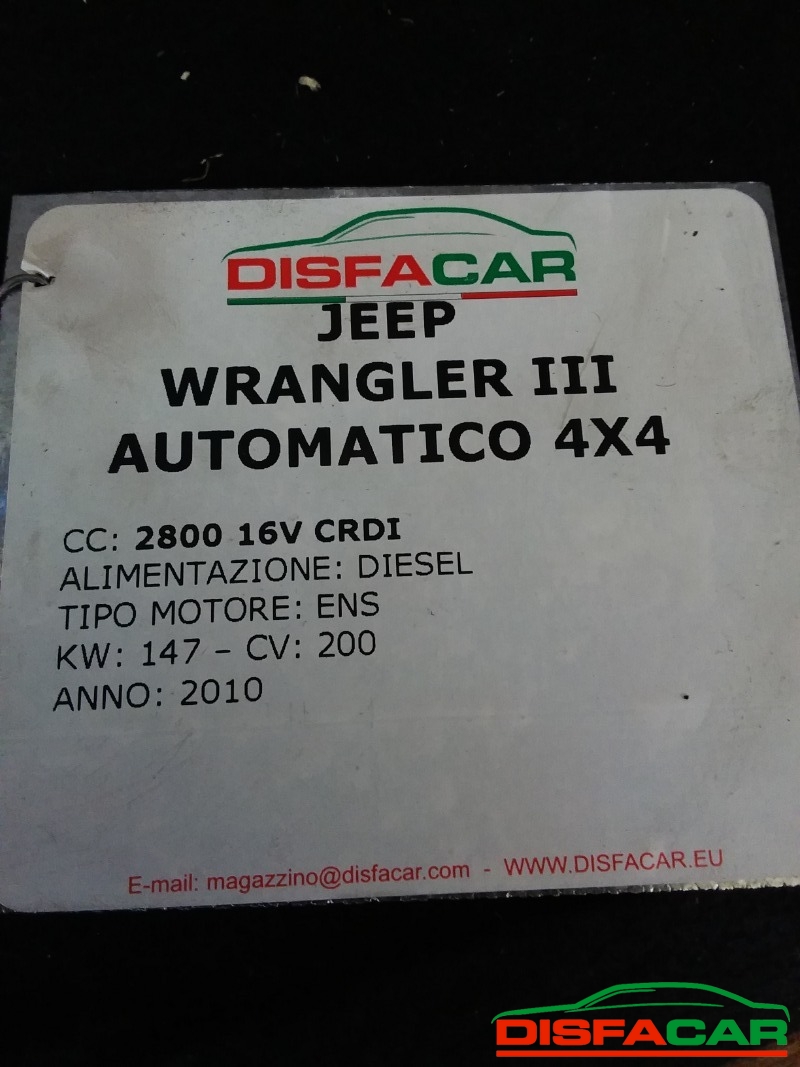 DISFACAR
JEEP
WRANGLER III
AUTOMATICO 4X4
CC: 2800 16V CRDI
ALIMENTAZIONE: DIESEL
TIPO MOTORE: ENS
KW: 147 – CV: 200
ANNO: 2010
E-mail: magazzino@disfacar.com - WWW.DISFACAR.EU
DISFACAR